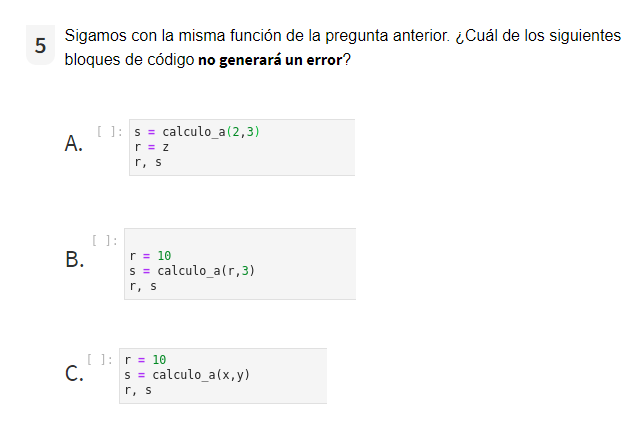 5
Sigamos con la misma función de la pregunta anterior. ¿Cuál de los siguientes
bloques de código no generará un error?
A.
[ ]: s = calculo_a(2,3)
r = z
r, s
B.
[ ]:
r = 10
s = calculo_a(r,3)
r, s
C.
[ ]: r = 10
s = calculo_a(x,y)
r, s